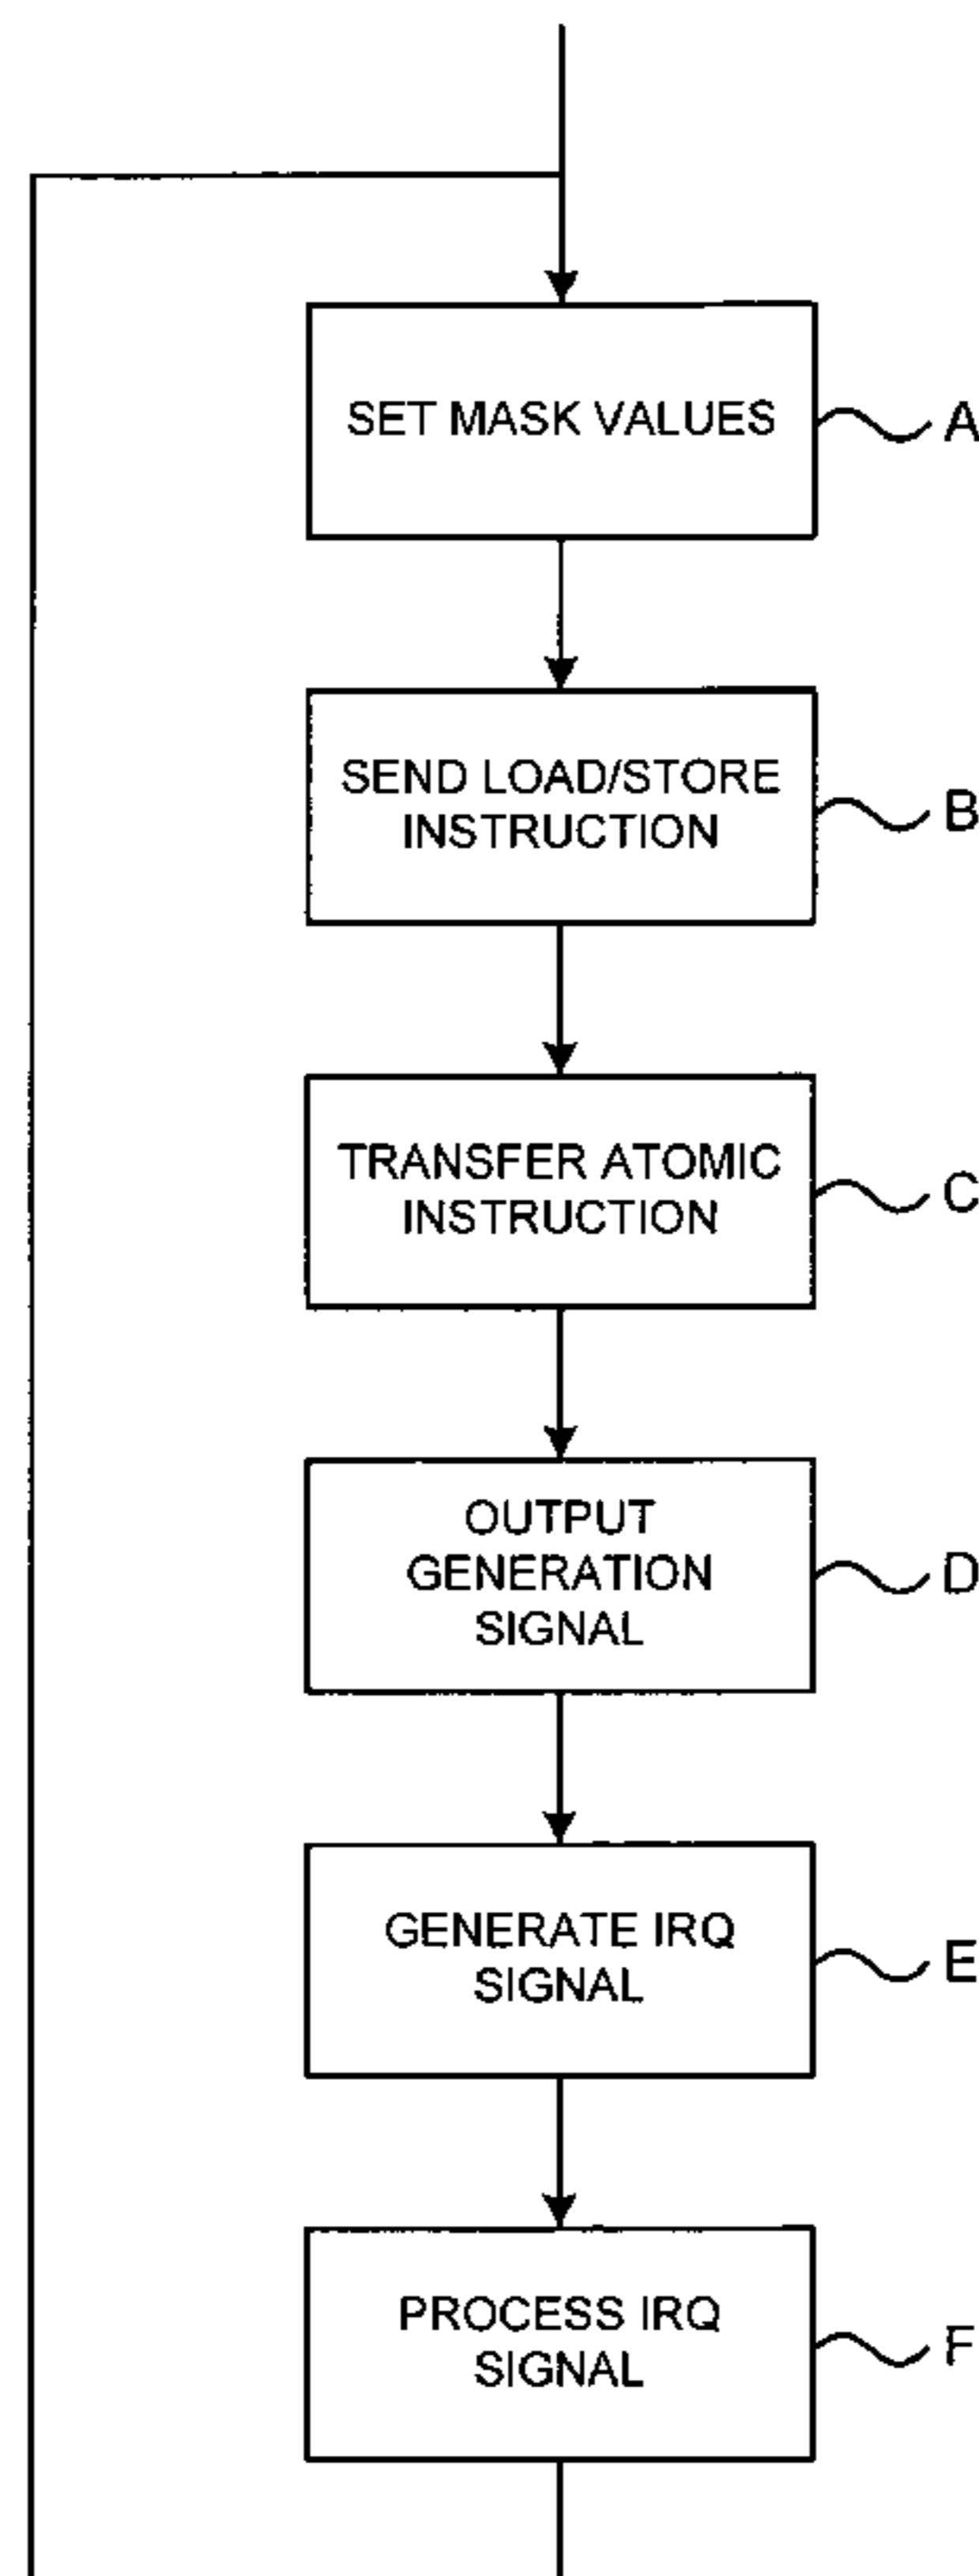 SET MASK VALUES
A
SEND LOAD/STORE
INSTRUCTION
B
TRANSFER ATOMIC
INSTRUCTION
C
OUTPUT
GENERATION
SIGNAL
D
GENERATE IRQ
SIGNAL
E
PROCESS IRQ
SIGNAL
F